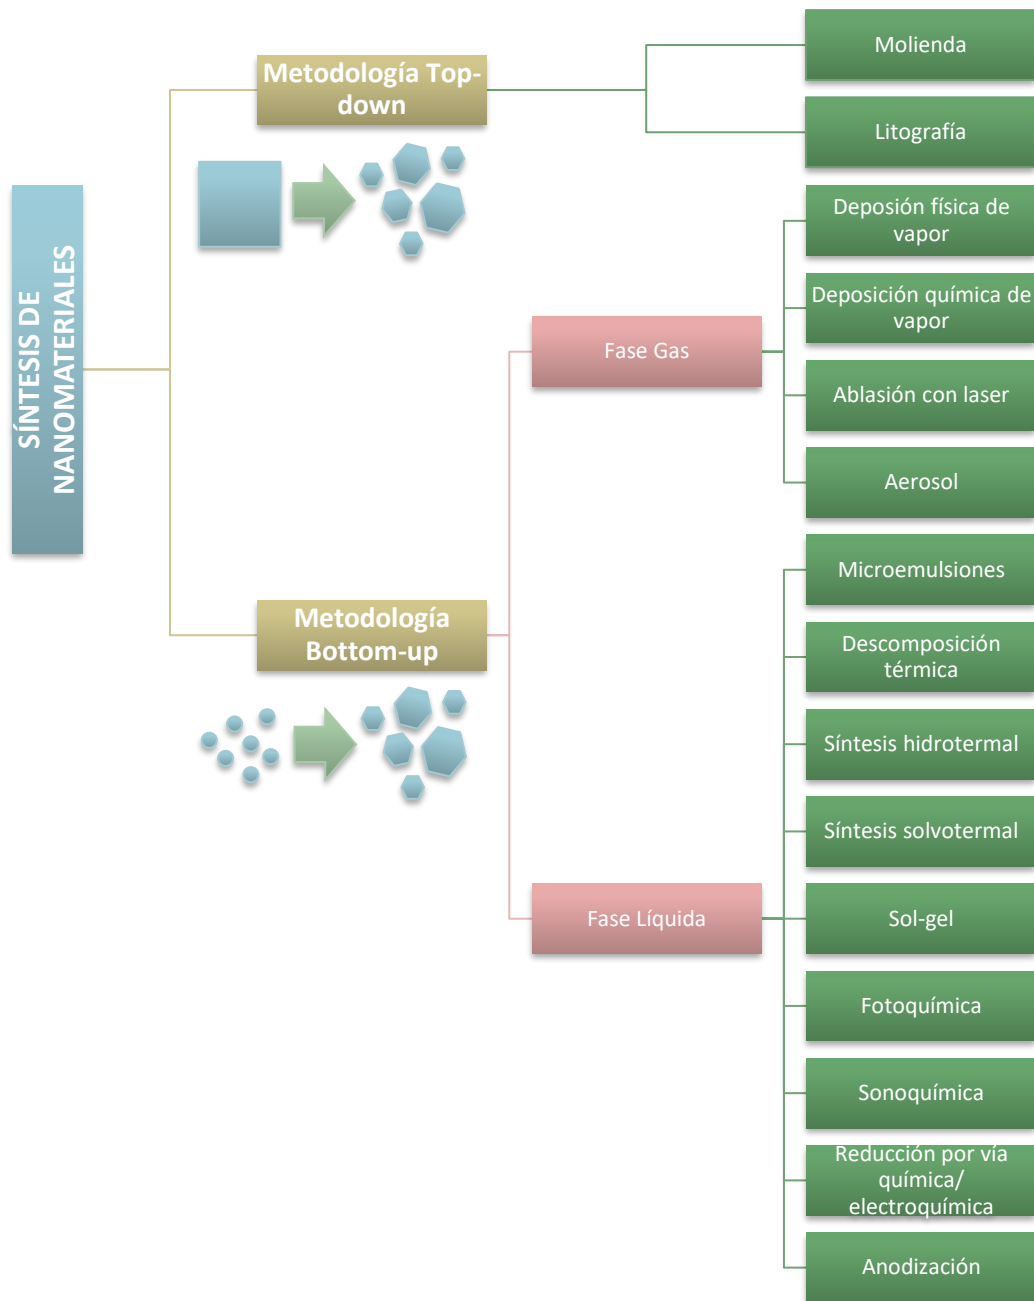 SÍNTESIS DE
NANOMATERIALES
Metodología Top-
down
Molienda
Litografía
Metodología
Bottom-up
Fase Gas
Deposión física de
vapor
Deposición química de
vapor
Ablasión con laser
Aerosol
Fase Líquida
Microemulsiones
Descomposición
térmica
Síntesis hidrotermal
Síntesis solvotermal
Sol-gel
Fotoquímica
Sonoquímica
Reducción por vía
química/
electroquímica
Anodización